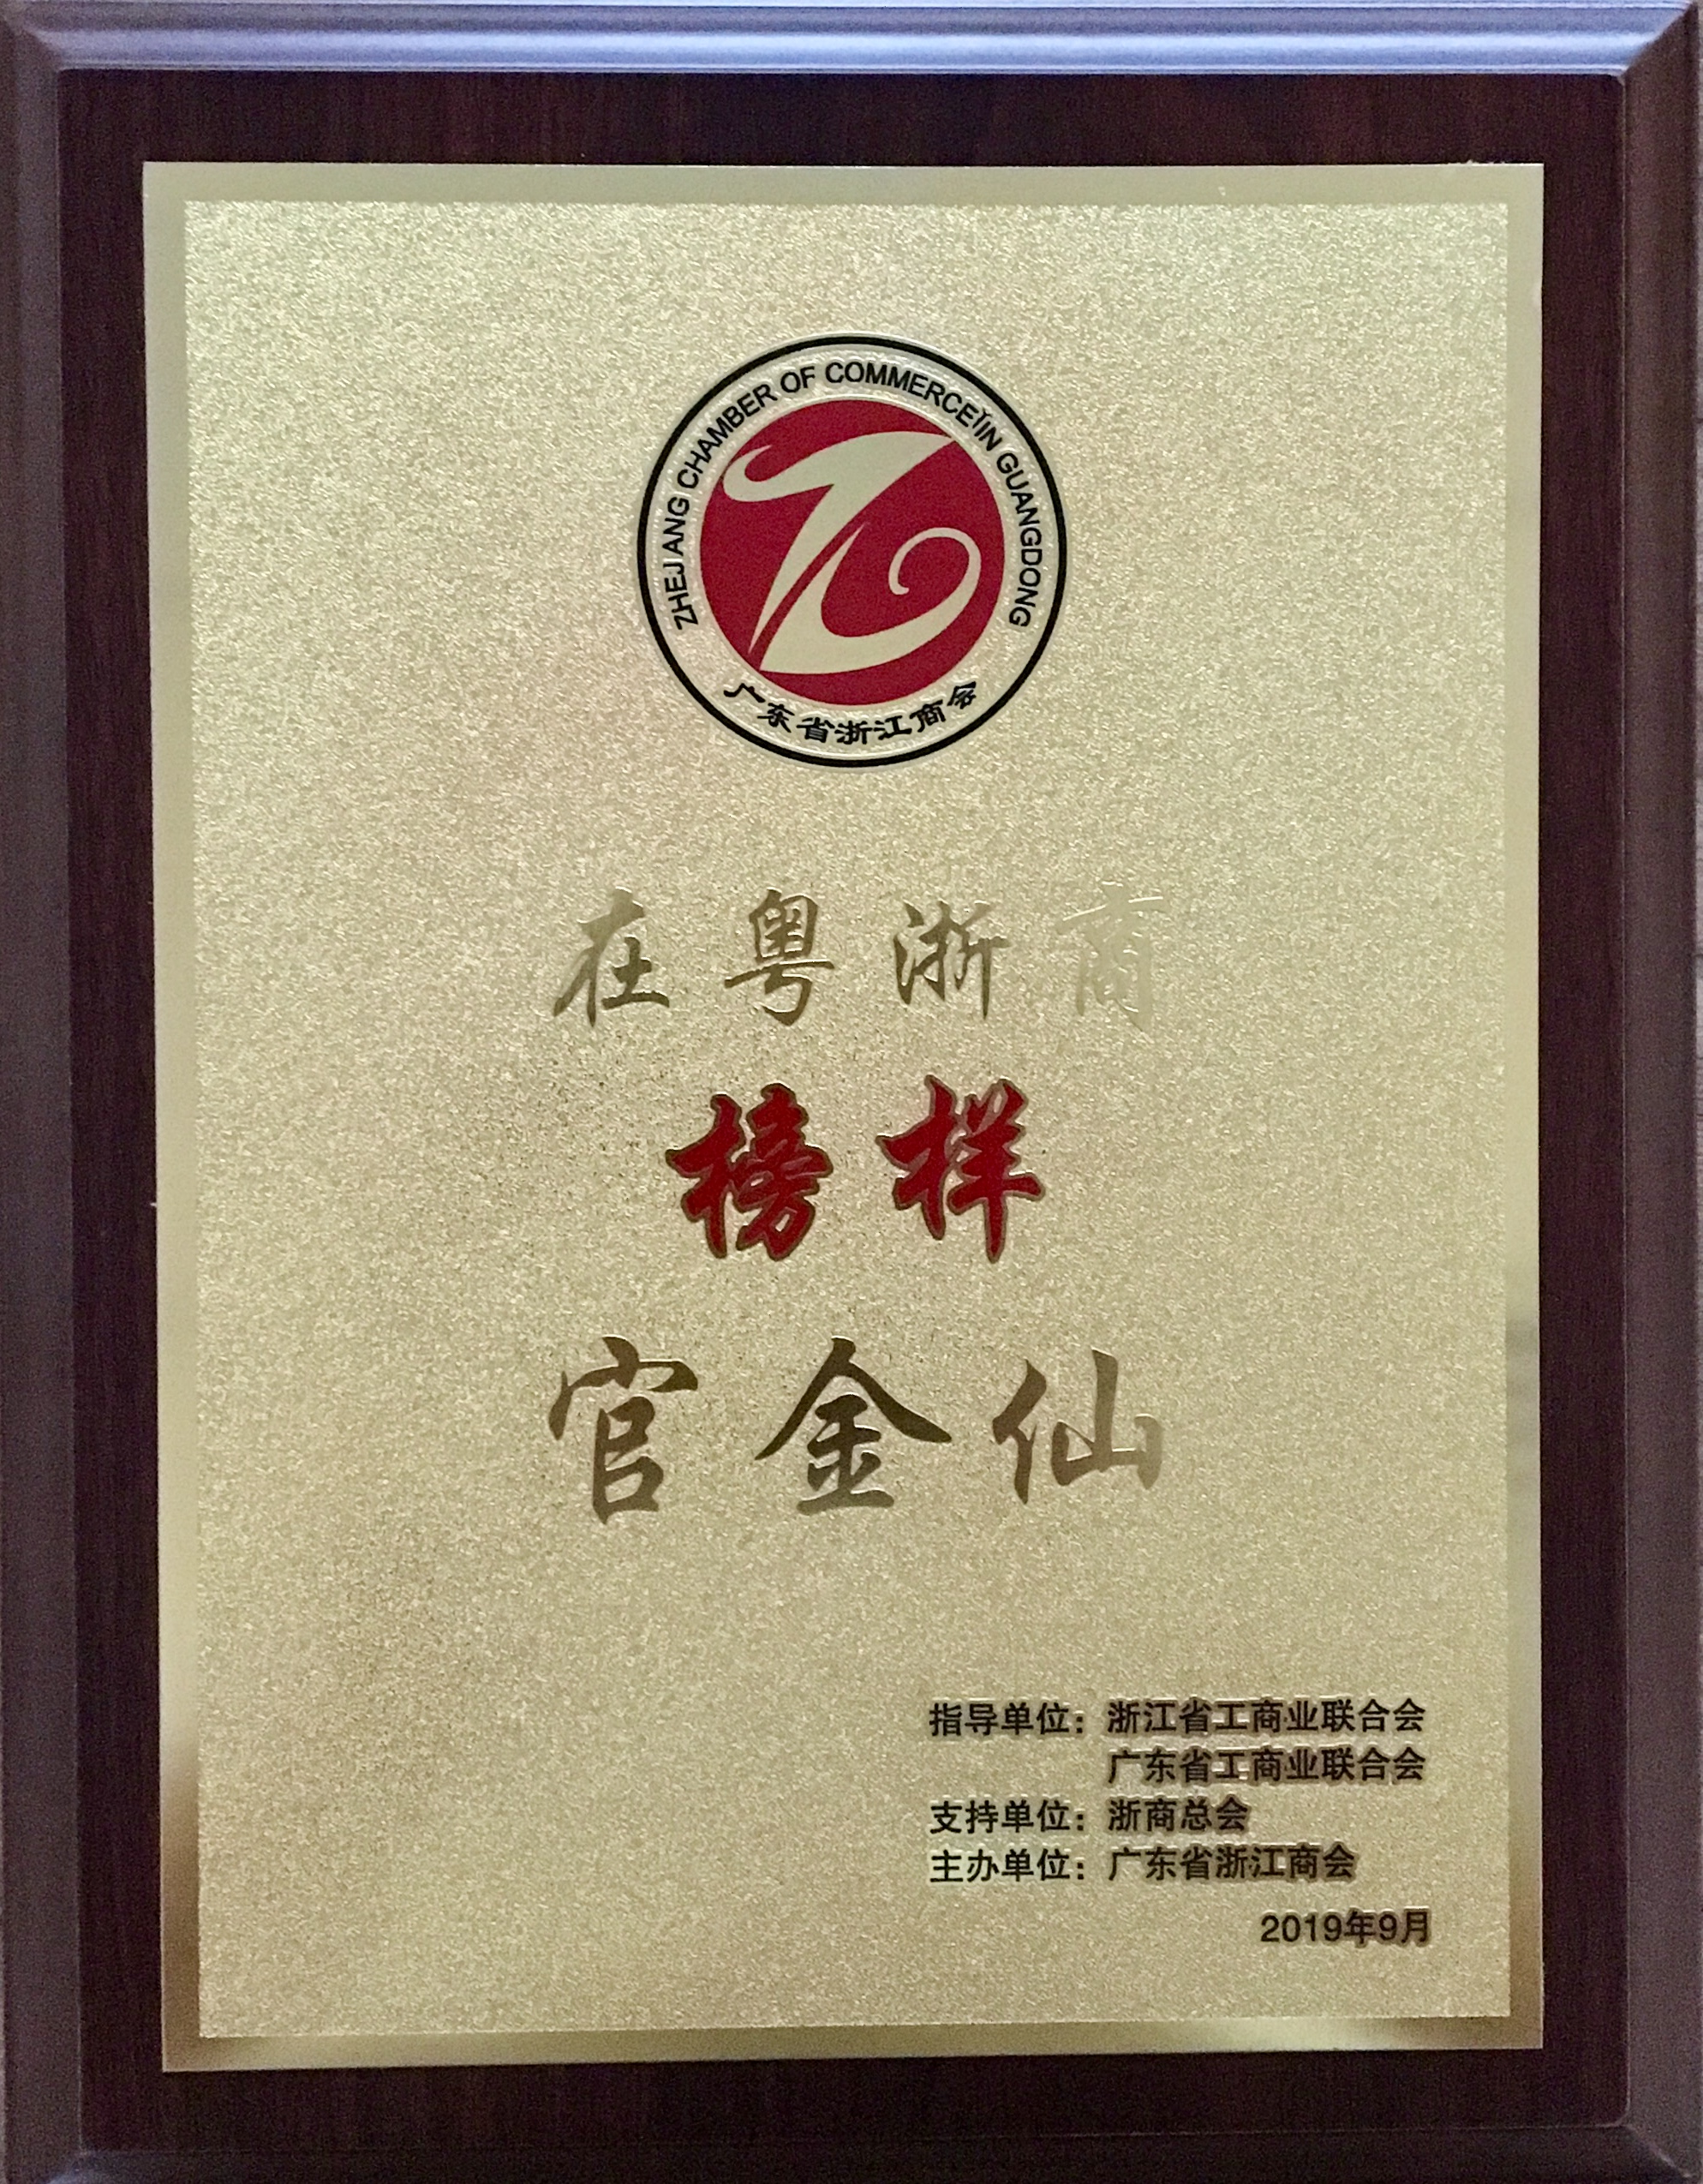 ZHEJIANG CHAMBER OF COMMERCE IN GUANGDONG
广东省浙江商会
在粤浙商
榜样
官金仙
指导单位：浙江省工商业联合会
广东省工商业联合会
支持单位：浙商总会
主办单位：广东省浙江商会
2019年9月